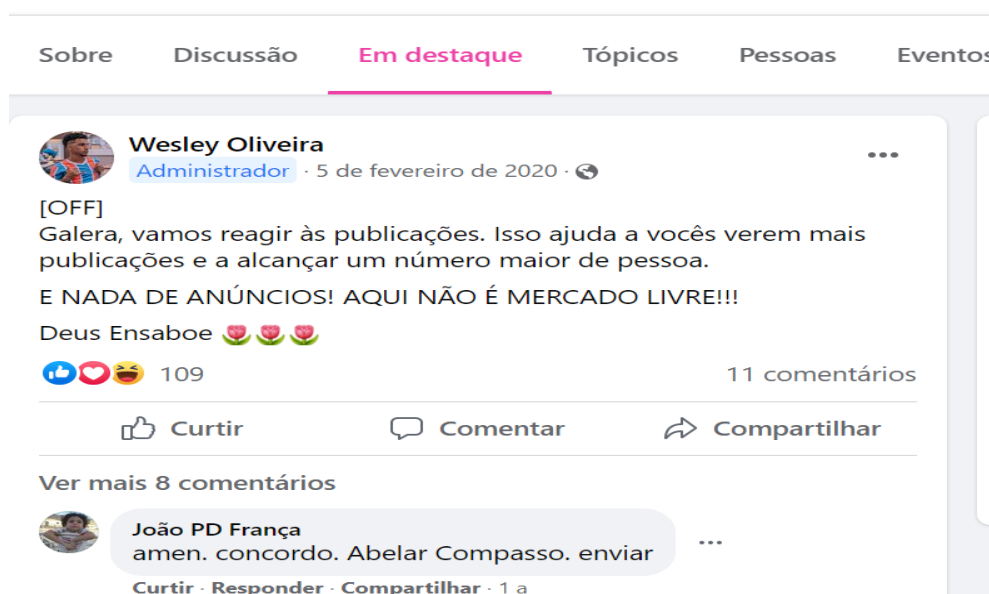 Sobre Discussão Em destaque Tópicos Pessoas Eventos
Wesley Oliveira
Administrador · 5 de fevereiro de 2020 ·
[OFF]
Galera, vamos reagir às publicações. Isso ajuda a vocês verem mais
publicações e a alcançar um número maior de pessoa.
E NADA DE ANÚNCIOS! AQUI NÃO É MERCADO LIVRE!!!
Deus Ensaboe 🌷🌷🌷
109 11 comentários
Curtir Comentar Compartilhar
Ver mais 8 comentários
João PD França
amen. concordo. Abelar Compasso. enviar
Curtir · Responder · Compartilhar · 1 a